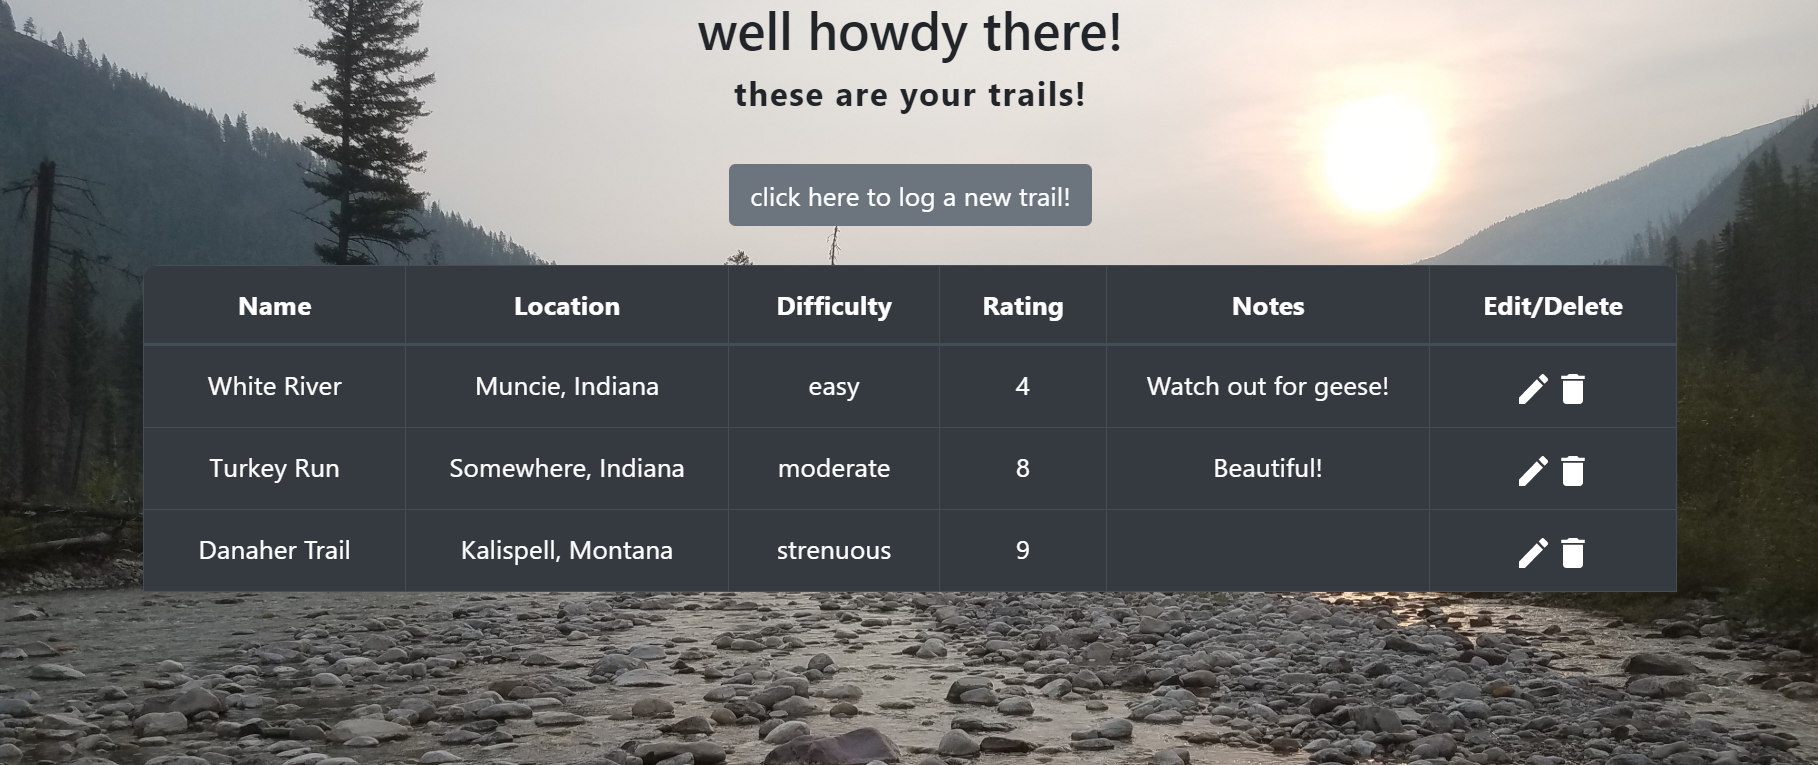 well howdy there!
these are your trails!
click here to log a new trail!
Name Location Difficulty Rating Notes Edit/Delete
White River Muncie, Indiana easy 4 Watch out for geese!
Turkey Run Somewhere, Indiana moderate 8 Beautiful!
Danaher Trail Kalispell, Montana strenuous 9